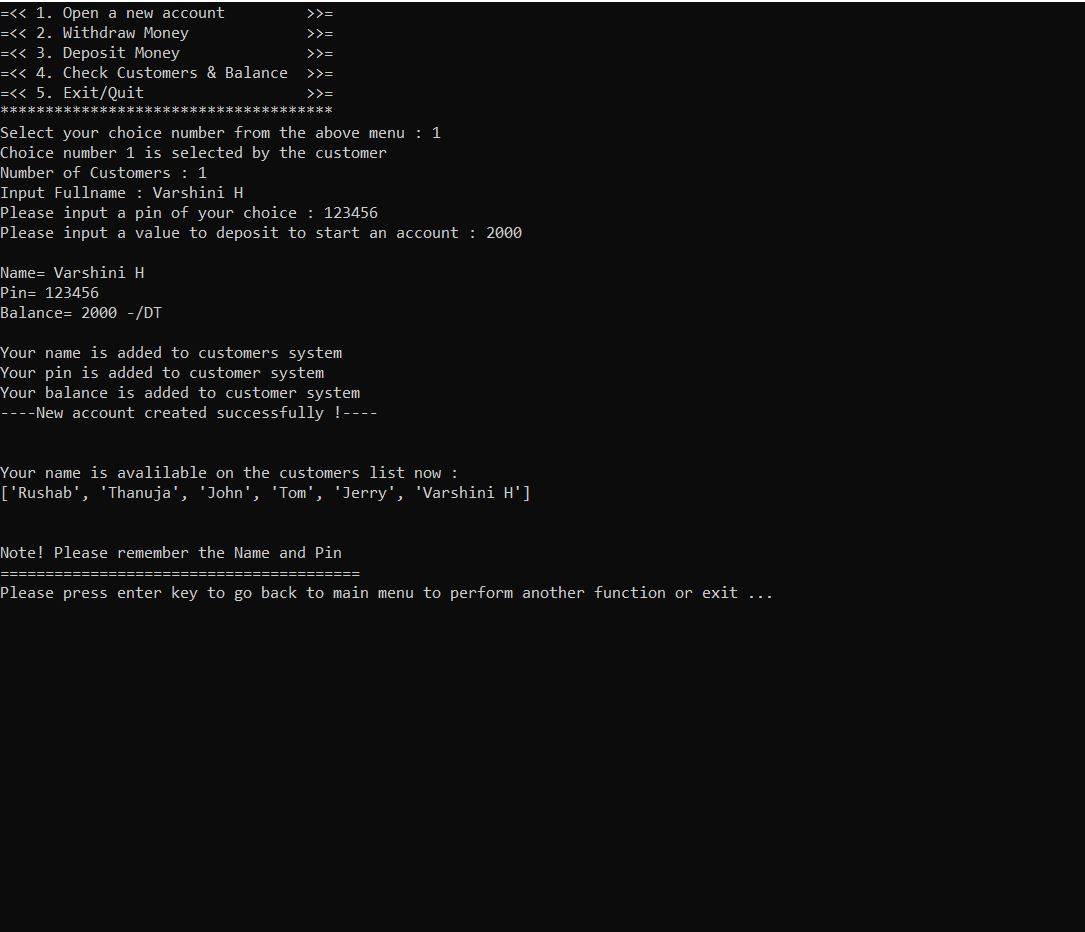 =<< 1. Open a new account         >>=
=<< 2. Withdraw Money             >>=
=<< 3. Deposit Money              >>=
=<< 4. Check Customers & Balance  >>=
=<< 5. Exit/Quit                  >>=
*************************************
Select your choice number from the above menu : 1
Choice number 1 is selected by the customer
Number of Customers : 1
Input Fullname : Varshini H
Please input a pin of your choice : 123456
Please input a value to deposit to start an account : 2000
Name= Varshini H
Pin= 123456
Balance= 2000 -/DT
Your name is added to customers system
Your pin is added to customer system
Your balance is added to customer system
----New account created successfully !----
Your name is avalilable on the customers list now :
['Rushab', 'Thanuja', 'John', 'Tom', 'Jerry', 'Varshini H']
Note! Please remember the Name and Pin
========================================
Please press enter key to go back to main menu to perform another function or exit ...